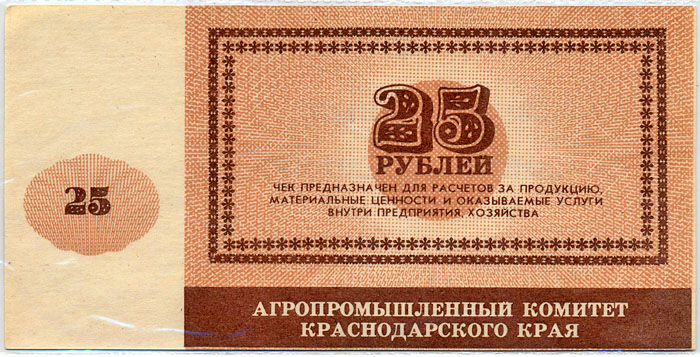 25
25
РУБЛЕЙ
ЧЕК ПРЕДНАЗНАЧЕН ДЛЯ РАСЧЕТОВ ЗА ПРОДУКЦИЮ,
МАТЕРИАЛЬНЫЕ ЦЕННОСТИ И ОКАЗЫВАЕМЫЕ УСЛУГИ
ВНУТРИ ПРЕДПРИЯТИЯ, ХОЗЯЙСТВА
АГРОПРОМЫШЛЕННЫЙ КОМИТЕТ
КРАСНОДАРСКОГО КРАЯ